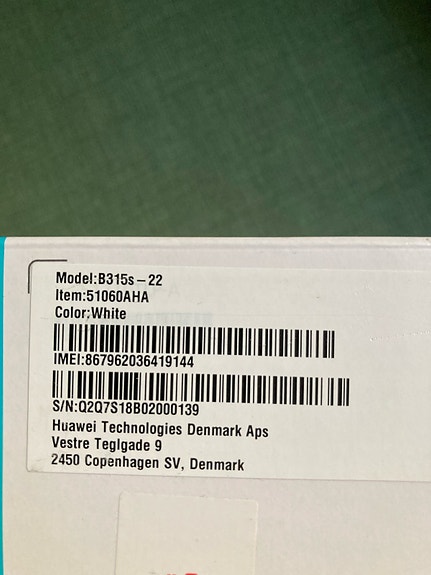 Model:B315s-22
Item:51060AHA
Color:White
IMEI:867962036419144
S/N:Q2Q7S18B02000139
Huawei Technologies Denmark Aps
Vestre Teglgade 9
2450 Copenhagen SV, Denmark